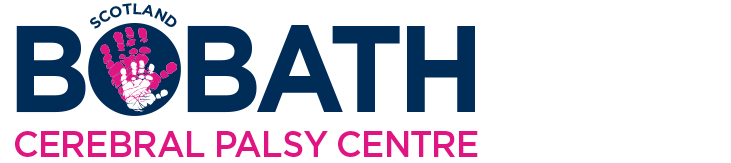 SCOTLAND
BOBATH
CEREBRAL PALSY CENTRE